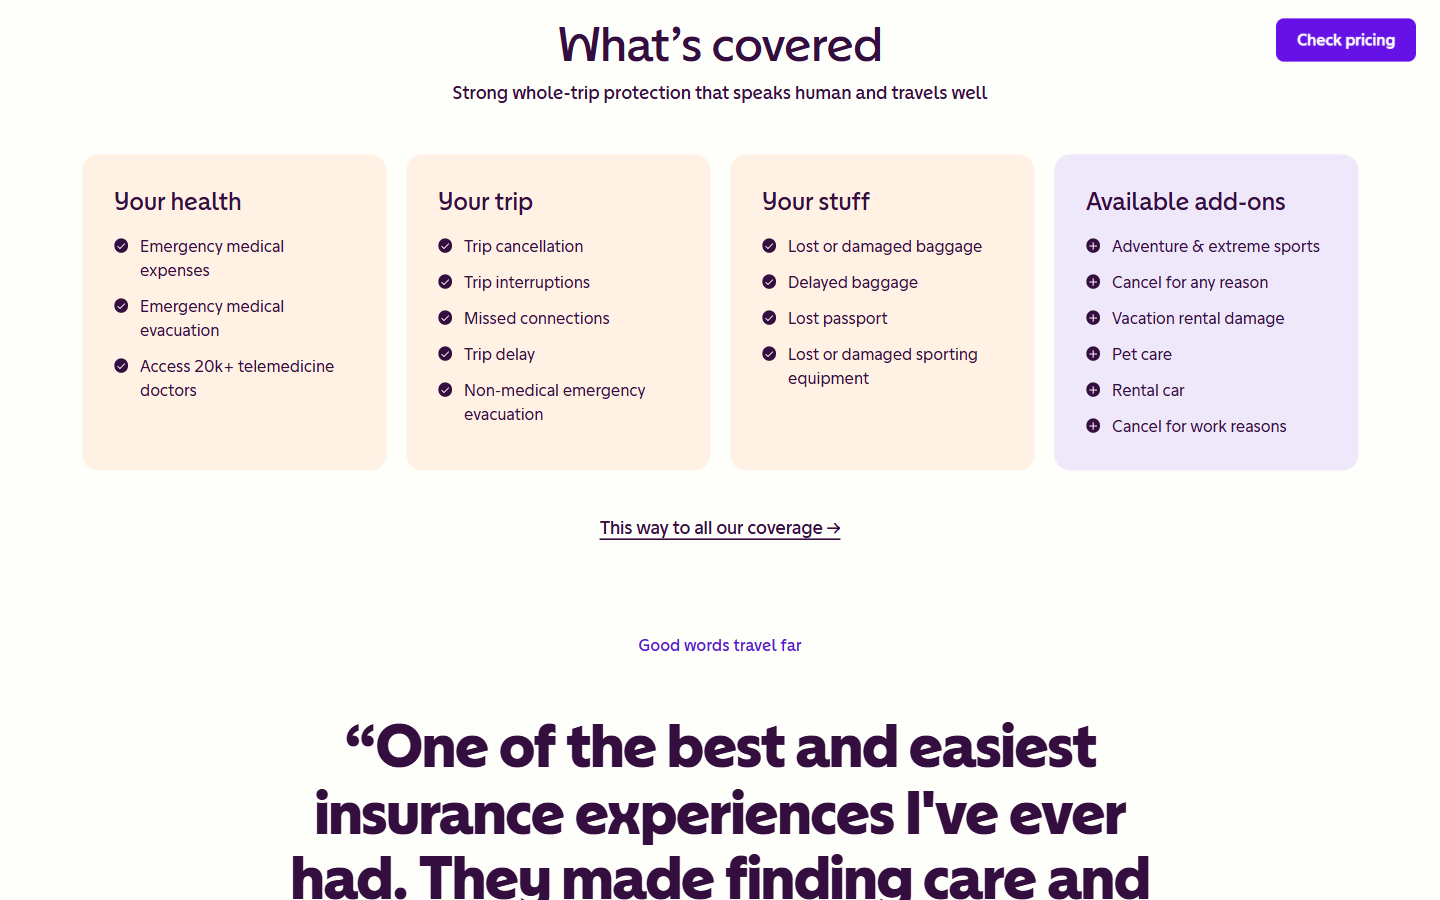 What’s covered
Check pricing
Strong whole-trip protection that speaks human and travels well
Your health
Emergency medical
expenses
Emergency medical
evacuation
Access 20k+ telemedicine
doctors
Your trip
Trip cancellation
Trip interruptions
Missed connections
Trip delay
Non-medical emergency
evacuation
Your stuff
Lost or damaged baggage
Delayed baggage
Lost passport
Lost or damaged sporting
equipment
Available add-ons
Adventure & extreme sports
Cancel for any reason
Vacation rental damage
Pet care
Rental car
Cancel for work reasons
This way to all our coverage →
Good words travel far
“One of the best and easiest
insurance experiences I've ever
had. They made finding care and